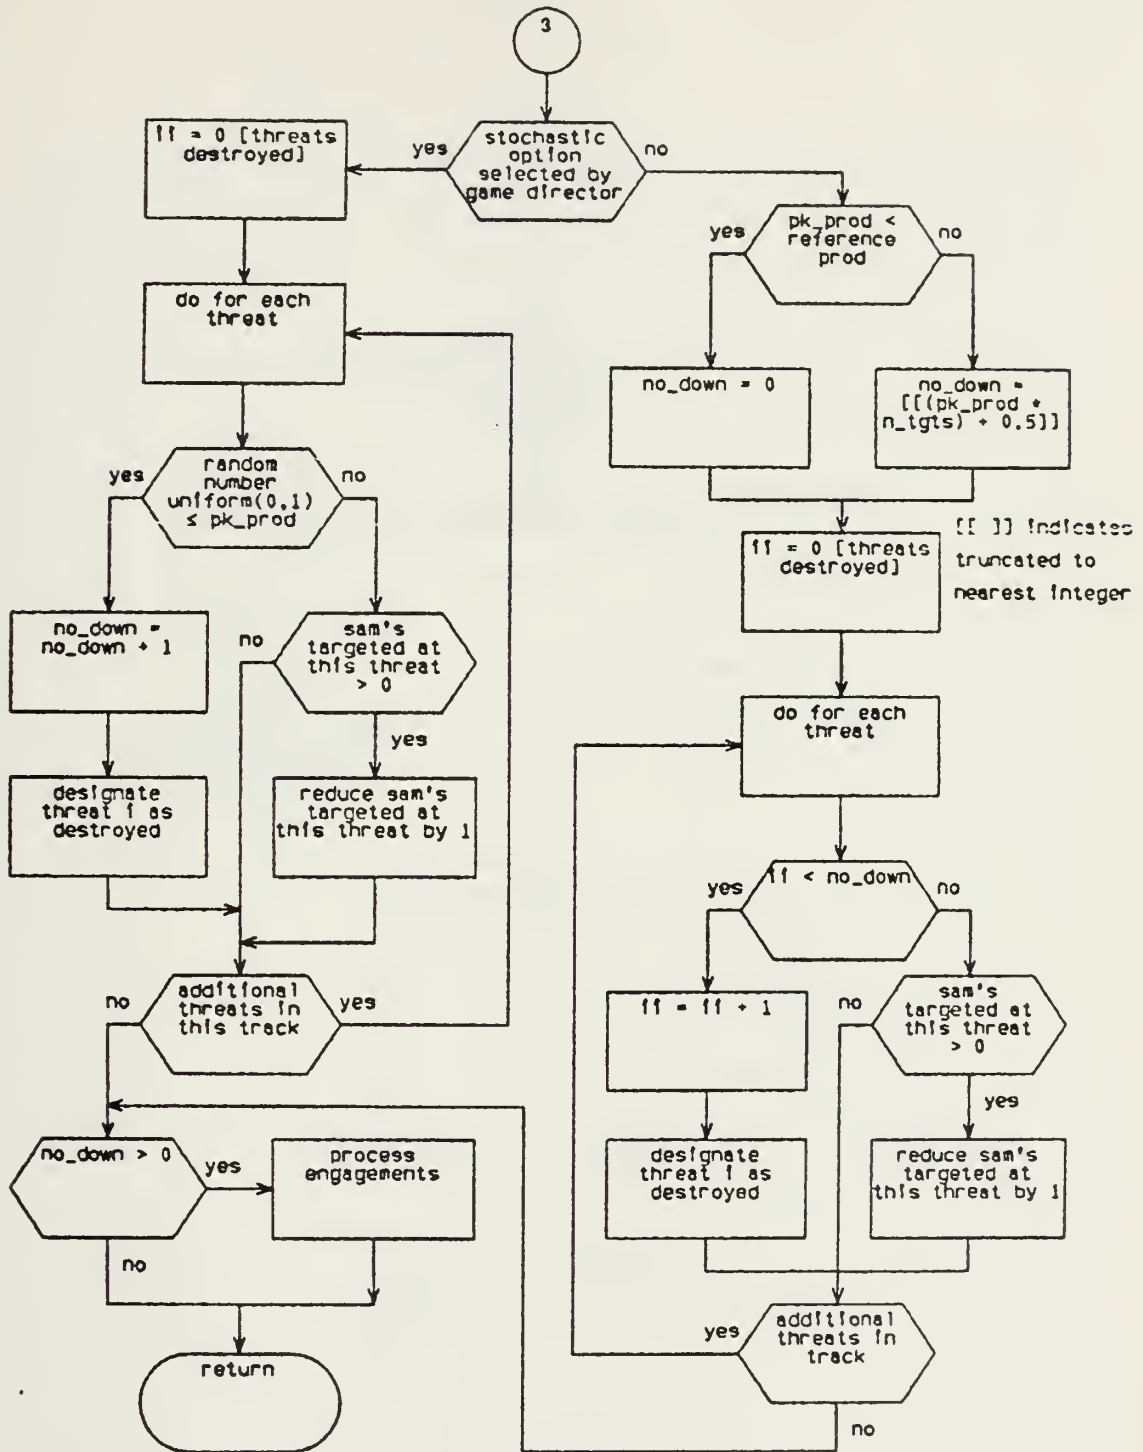 3
stochastic
option
selected by
game director
yes
no
ii = 0 [threats
destroyed]
do for each
threat
random
number
uniform(0,1)
≤ pk_prod
yes
no
no_down =
no_down + 1
designate
threat i as
destroyed
sam's
targeted at
this threat
> 0
no
yes
reduce sam's
targeted at
this threat by 1
additional
threats in
this track
no
yes
no_down > 0
yes
no
process
engagements
return
pk_prod <
reference
prod
yes
no
no_down = 0
no_down =
[[(pk_prod *
n_tgts) + 0.5]]
[[ ]] indicates
truncated to
nearest integer
ii = 0 [threats
destroyed]
do for each
threat
ii < no_down
yes
no
ii = ii + 1
designate
threat i as
destroyed
sam's
targeted at
this threat
> 0
no
yes
reduce sam's
targeted at
this threat by 1
additional
threats in
track
yes
no